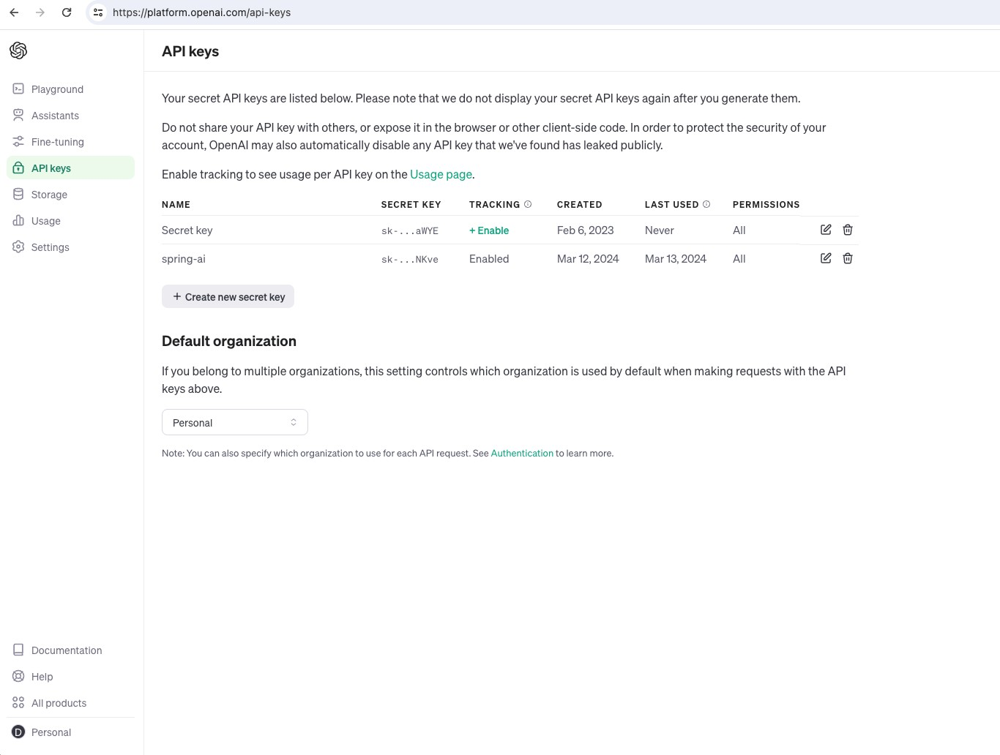 https://platform.openai.com/api-keys
API keys
Playground
Assistants
Fine-tuning
API keys
Storage
Usage
Settings
Your secret API keys are listed below. Please note that we do not display your secret API keys again after you generate them.
Do not share your API key with others, or expose it in the browser or other client-side code. In order to protect the security of your
account, OpenAI may also automatically disable any API key that we've found has leaked publicly.
Enable tracking to see usage per API key on the Usage page.
NAME SECRET KEY TRACKING CREATED LAST USED PERMISSIONS
Secret key sk-...aWYE + Enable Feb 6, 2023 Never All
spring-ai sk-...NKve Enabled Mar 12, 2024 Mar 13, 2024 All
+ Create new secret key
Default organization
If you belong to multiple organizations, this setting controls which organization is used by default when making requests with the API
keys above.
Personal
Note: You can also specify which organization to use for each API request. See Authentication to learn more.
Documentation
Help
All products
D Personal